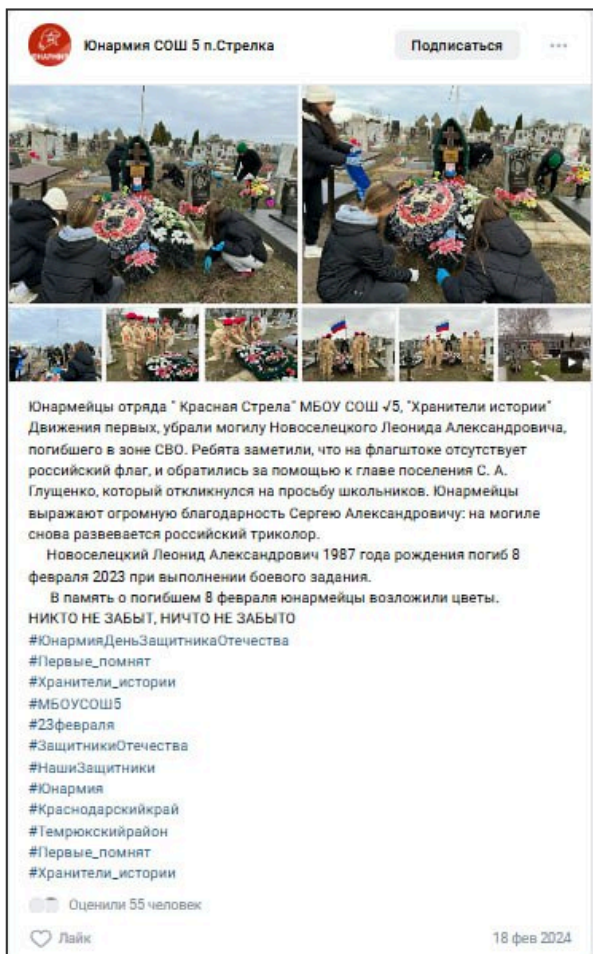 Юнармия СОШ 5 п.Стрелка
Подписаться
ЮНАРМИЯ
Юнармейцы отряда " Красная Стрела" МБОУ СОШ √5, "Хранители истории"
Движения первых, убрали могилу Новоселецкого Леонида Александровича,
погибшего в зоне СВО. Ребята заметили, что на флагштоке отсутствует
российский флаг, и обратились за помощью к главе поселения С. А.
Глущенко, который откликнулся на просьбу школьников. Юнармейцы
выражают огромную благодарность Сергею Александровичу: на могиле
снова развевается российский триколор.
Новоселецкий Леонид Александрович 1987 года рождения погиб 8
февраля 2023 при выполнении боевого задания.
В память о погибшем 8 февраля юнармейцы возложили цветы.
НИКТО НЕ ЗАБЫТ, НИЧТО НЕ ЗАБЫТО
#ЮнармияДеньЗащитникаОтечества
#Первые_помнят
#Хранители_истории
#МБОУСОШ5
#23февраля
#ЗащитникиОтечества
#НашиЗащитники
#Юнармия
#Краснодарскийкрай
#Темрюкскийрайон
#Первые_помнят
#Хранители_истории
Оценили 55 человек
Лайк
18 фев 2024